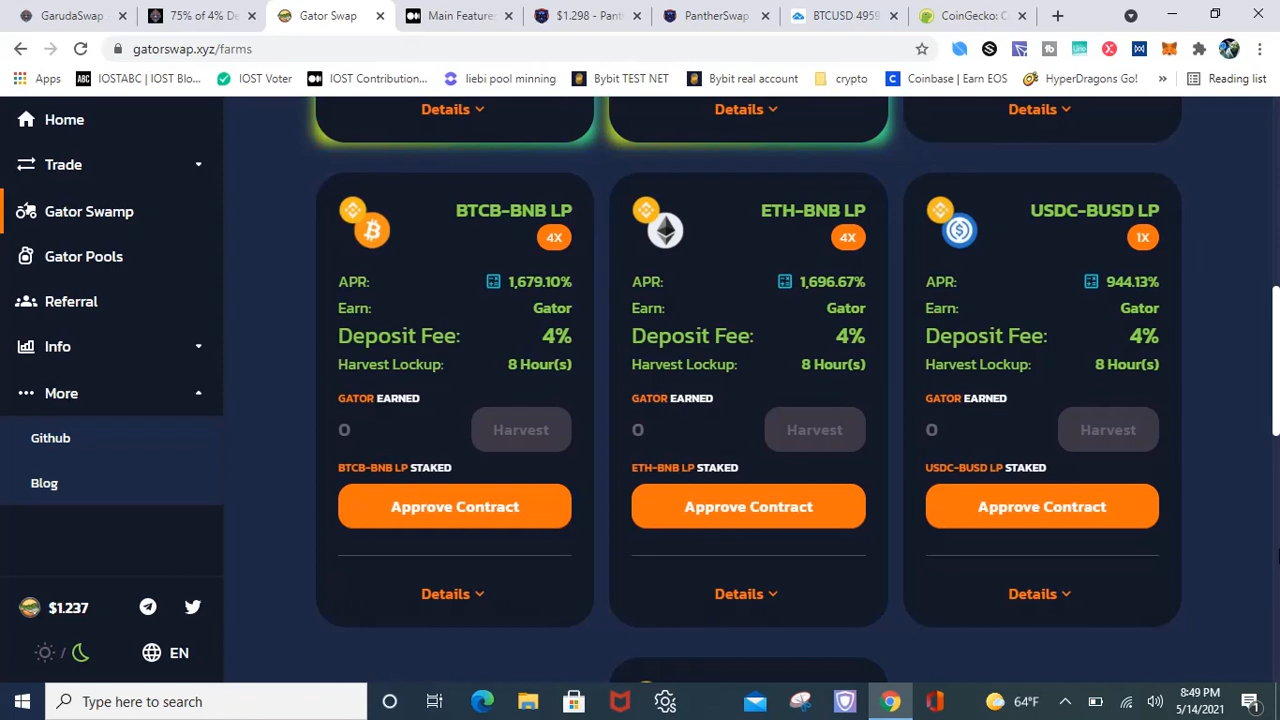 GarudaSwap
75% of 4% De
Gator Swap
Main Feature
$1.298 - Pant
PantherSwap
BTCUSD 4959
CoinGecko: C
gatorswap.xyz/farms
Apps
IOSTABC | IOST Blo...
IOST Voter
IOST Contribution...
liebi pool minning
Bybit TEST NET
Bybit real account
crypto
Coinbase | Earn EOS
HyperDragons Go!
»
Reading list
Home
Trade
Gator Swamp
Gator Pools
Referral
Info
More
Github
Blog
$1.237
/
EN
Details
Details
Details
BTCB-BNB LP
4X
APR: 1,679.10%
Earn: Gator
Deposit Fee: 4%
Harvest Lockup: 8 Hour(s)
GATOR EARNED
0 Harvest
BTCB-BNB LP STAKED
Approve Contract
Details
ETH-BNB LP
4X
APR: 1,696.67%
Earn: Gator
Deposit Fee: 4%
Harvest Lockup: 8 Hour(s)
GATOR EARNED
0 Harvest
ETH-BNB LP STAKED
Approve Contract
Details
USDC-BUSD LP
1X
APR: 944.13%
Earn: Gator
Deposit Fee: 4%
Harvest Lockup: 8 Hour(s)
GATOR EARNED
0 Harvest
USDC-BUSD LP STAKED
Approve Contract
Details
Type here to search
64°F
8:49 PM
5/14/2021